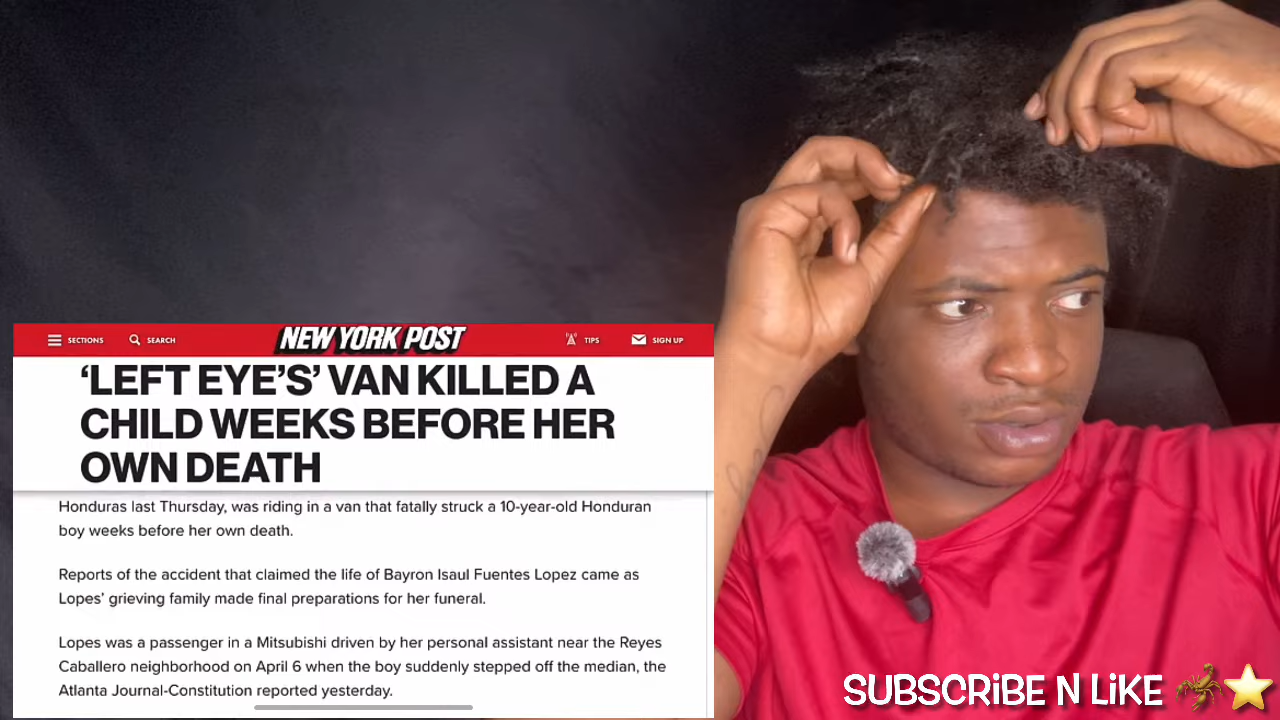 SECTIONS SEARCH NEW YORK POST TIPS SIGN UP
‘LEFT EYE’S’ VAN KILLED A
CHILD WEEKS BEFORE HER
OWN DEATH
Honduras last Thursday, was riding in a van that fatally struck a 10-year-old Honduran
boy weeks before her own death.
Reports of the accident that claimed the life of Bayron Isaul Fuentes Lopez came as
Lopes’ grieving family made final preparations for her funeral.
Lopes was a passenger in a Mitsubishi driven by her personal assistant near the Reyes
Caballero neighborhood on April 6 when the boy suddenly stepped off the median, the
Atlanta Journal-Constitution reported yesterday.
SUBSCRiBE N LiKE 🦂⭐